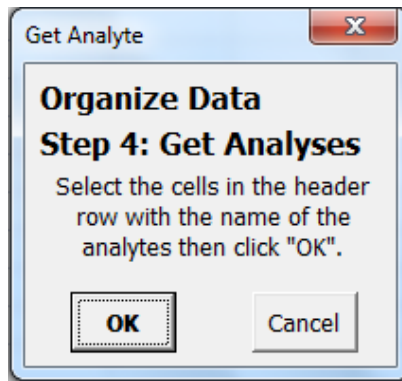 Get Analyte
Organize Data
Step 4: Get Analyses
Select the cells in the header
row with the name of the
analytes then click "OK".
OK
Cancel